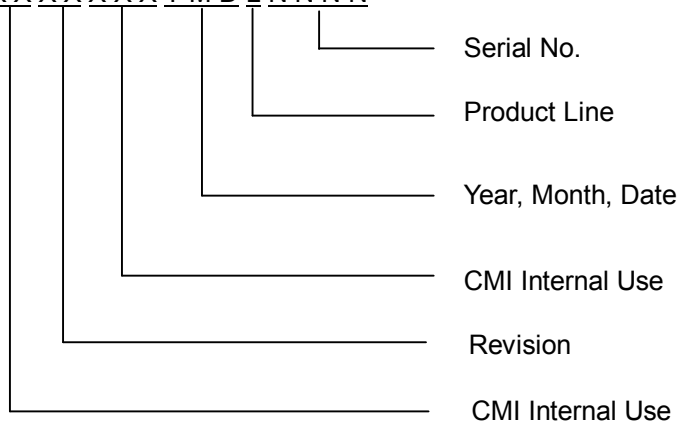 Serial No.
Product Line
Year, Month, Date
CMI Internal Use
Revision
CMI Internal Use